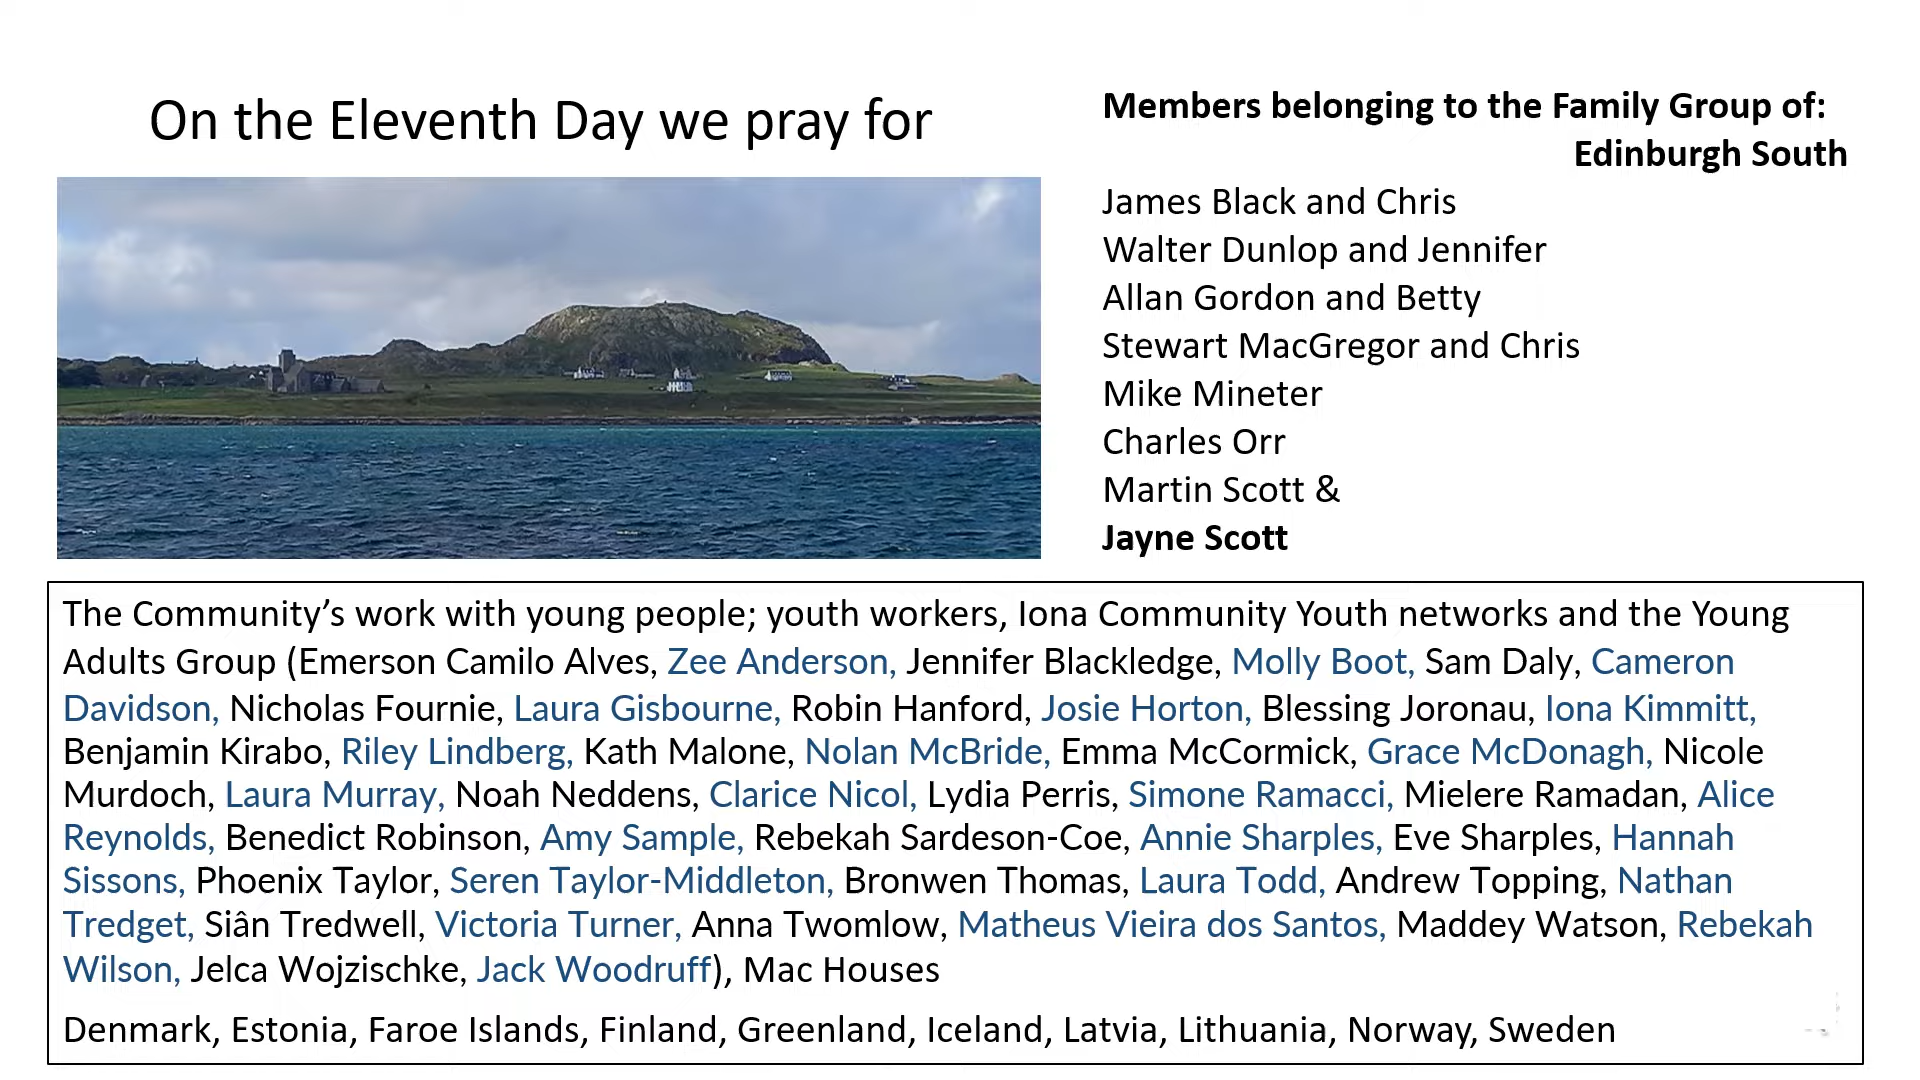 On the Eleventh Day we pray for
Members belonging to the Family Group of:
Edinburgh South
James Black and Chris
Walter Dunlop and Jennifer
Allan Gordon and Betty
Stewart MacGregor and Chris
Mike Mineter
Charles Orr
Martin Scott &
Jayne Scott
The Community’s work with young people; youth workers, Iona Community Youth networks and the Young
Adults Group (Emerson Camilo Alves, Zee Anderson, Jennifer Blackledge, Molly Boot, Sam Daly, Cameron
Davidson, Nicholas Fournie, Laura Gisbourne, Robin Hanford, Josie Horton, Blessing Joronau, Iona Kimmitt,
Benjamin Kirabo, Riley Lindberg, Kath Malone, Nolan McBride, Emma McCormick, Grace McDonagh, Nicole
Murdoch, Laura Murray, Noah Neddens, Clarice Nicol, Lydia Perris, Simone Ramacci, Mielere Ramadan, Alice
Reynolds, Benedict Robinson, Amy Sample, Rebekah Sardeson-Coe, Annie Sharples, Eve Sharples, Hannah
Sissons, Phoenix Taylor, Seren Taylor-Middleton, Bronwen Thomas, Laura Todd, Andrew Topping, Nathan
Tredget, Siân Tredwell, Victoria Turner, Anna Twomlow, Matheus Vieira dos Santos, Maddey Watson, Rebekah
Wilson, Jelca Wojzischke, Jack Woodruff), Mac Houses
Denmark, Estonia, Faroe Islands, Finland, Greenland, Iceland, Latvia, Lithuania, Norway, Sweden